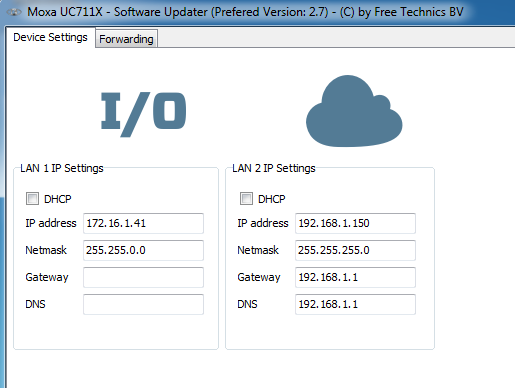 Moxa UC711X - Software Updater (Prefered Version: 2.7) - (C) by Free Technics BV
Device Settings Forwarding
I/O
LAN 1 IP Settings
DHCP
IP address 172.16.1.41
Netmask 255.255.0.0
Gateway
DNS
LAN 2 IP Settings
DHCP
IP address 192.168.1.150
Netmask 255.255.255.0
Gateway 192.168.1.1
DNS 192.168.1.1